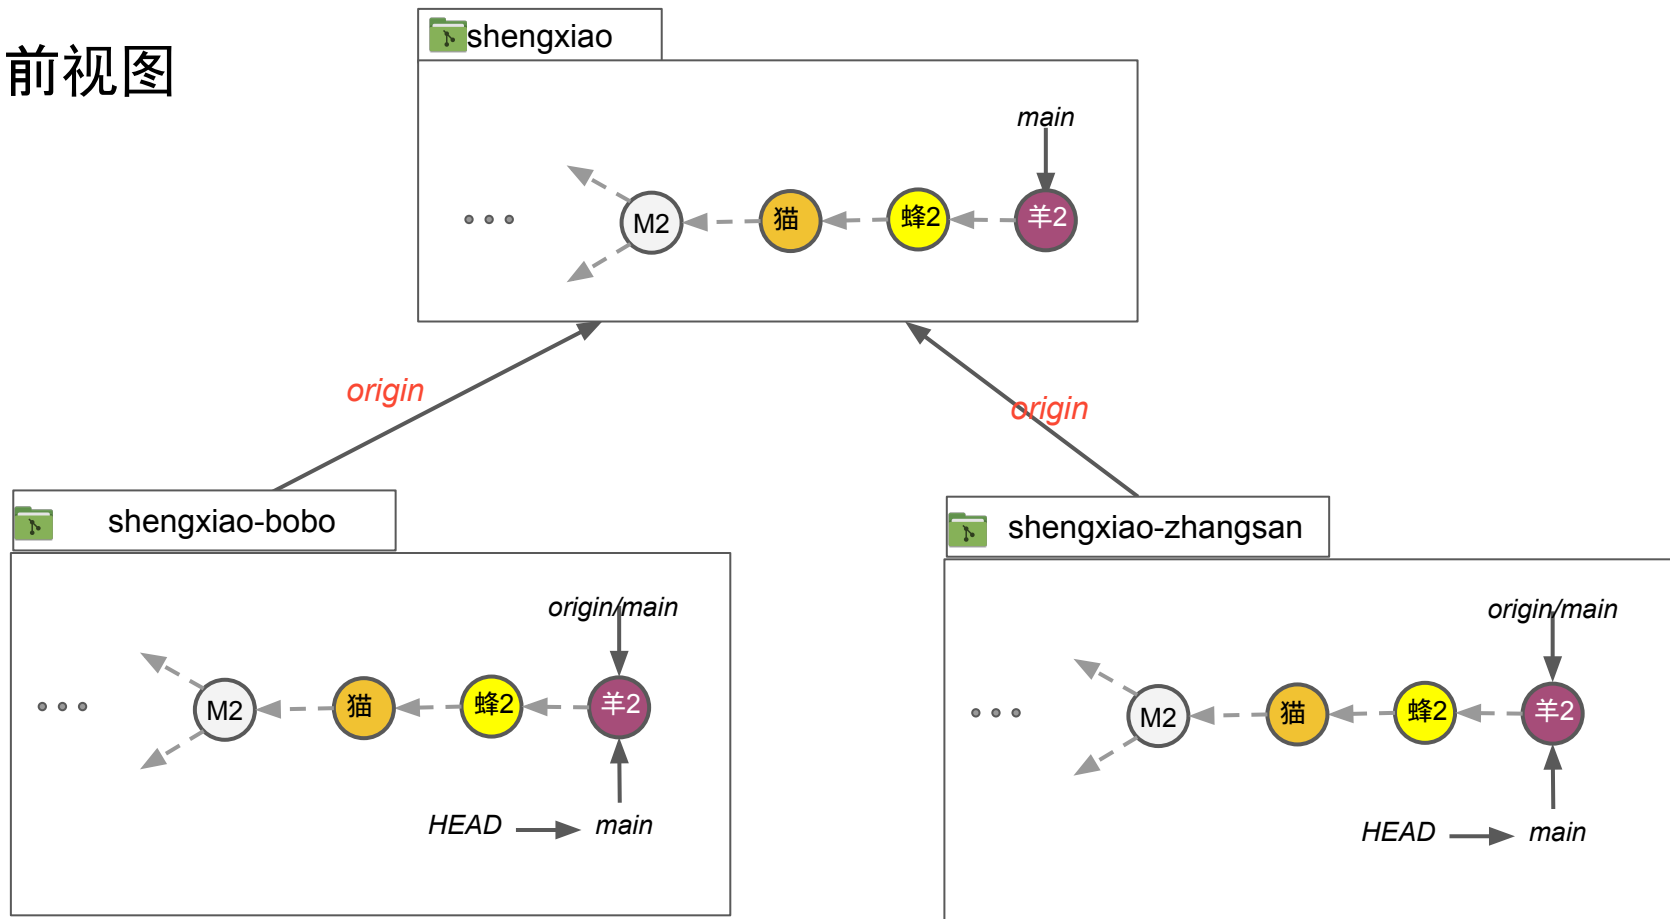 前视图
shengxiao
main
M2
猫
蜂2
羊2
origin
origin
shengxiao-bobo
origin/main
M2
猫
蜂2
羊2
HEAD
main
shengxiao-zhangsan
origin/main
M2
猫
蜂2
羊2
HEAD
main